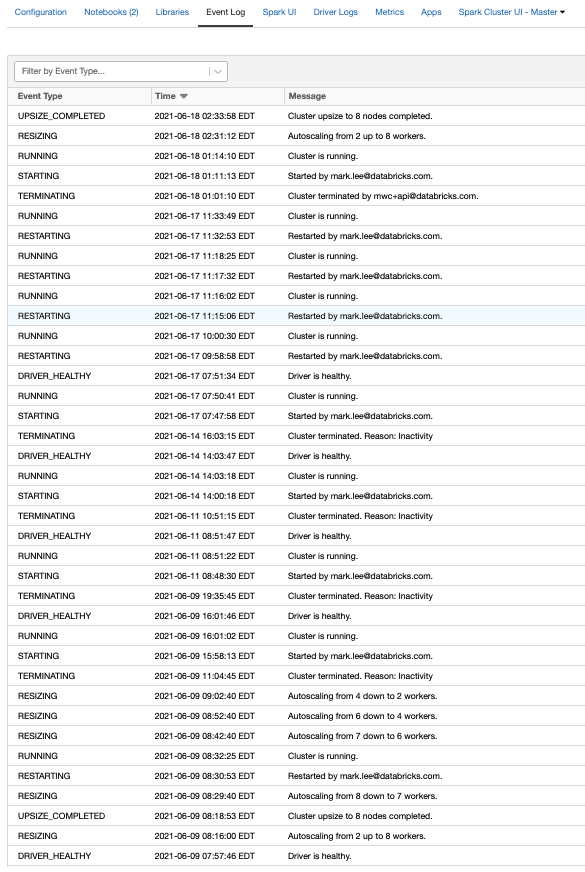 Configuration Notebooks (2) Libraries Event Log Spark UI Driver Logs Metrics Apps Spark Cluster UI - Master
Filter by Event Type...
Event Type Time Message
UPSIZE_COMPLETED 2021-06-18 02:33:58 EDT Cluster upsize to 8 nodes completed.
RESIZING 2021-06-18 02:31:12 EDT Autoscaling from 2 up to 8 workers.
RUNNING 2021-06-18 01:14:10 EDT Cluster is running.
STARTING 2021-06-18 01:11:13 EDT Started by mark.lee@databricks.com.
TERMINATING 2021-06-18 01:01:10 EDT Cluster terminated by mwc+api@databricks.com.
RUNNING 2021-06-17 11:33:49 EDT Cluster is running.
RESTARTING 2021-06-17 11:32:53 EDT Restarted by mark.lee@databricks.com.
RUNNING 2021-06-17 11:18:25 EDT Cluster is running.
RESTARTING 2021-06-17 11:17:32 EDT Restarted by mark.lee@databricks.com.
RUNNING 2021-06-17 11:16:02 EDT Cluster is running.
RESTARTING 2021-06-17 11:15:06 EDT Restarted by mark.lee@databricks.com.
RUNNING 2021-06-17 10:00:30 EDT Cluster is running.
RESTARTING 2021-06-17 09:58:58 EDT Restarted by mark.lee@databricks.com.
DRIVER_HEALTHY 2021-06-17 07:51:34 EDT Driver is healthy.
RUNNING 2021-06-17 07:50:41 EDT Cluster is running.
STARTING 2021-06-17 07:47:58 EDT Started by mark.lee@databricks.com.
TERMINATING 2021-06-14 16:03:15 EDT Cluster terminated. Reason: Inactivity
DRIVER_HEALTHY 2021-06-14 14:03:47 EDT Driver is healthy.
RUNNING 2021-06-14 14:03:18 EDT Cluster is running.
STARTING 2021-06-14 14:00:18 EDT Started by mark.lee@databricks.com.
TERMINATING 2021-06-11 10:51:15 EDT Cluster terminated. Reason: Inactivity
DRIVER_HEALTHY 2021-06-11 08:51:47 EDT Driver is healthy.
RUNNING 2021-06-11 08:51:22 EDT Cluster is running.
STARTING 2021-06-11 08:48:30 EDT Started by mark.lee@databricks.com.
TERMINATING 2021-06-09 19:35:45 EDT Cluster terminated. Reason: Inactivity
DRIVER_HEALTHY 2021-06-09 16:01:46 EDT Driver is healthy.
RUNNING 2021-06-09 16:01:02 EDT Cluster is running.
STARTING 2021-06-09 15:58:13 EDT Started by mark.lee@databricks.com.
TERMINATING 2021-06-09 11:04:45 EDT Cluster terminated. Reason: Inactivity
RESIZING 2021-06-09 09:02:40 EDT Autoscaling from 4 down to 2 workers.
RESIZING 2021-06-09 08:52:40 EDT Autoscaling from 6 down to 4 workers.
RESIZING 2021-06-09 08:42:40 EDT Autoscaling from 7 down to 6 workers.
RUNNING 2021-06-09 08:32:25 EDT Cluster is running.
RESTARTING 2021-06-09 08:30:53 EDT Restarted by mark.lee@databricks.com.
RESIZING 2021-06-09 08:29:40 EDT Autoscaling from 8 down to 7 workers.
UPSIZE_COMPLETED 2021-06-09 08:18:53 EDT Cluster upsize to 8 nodes completed.
RESIZING 2021-06-09 08:16:00 EDT Autoscaling from 2 up to 8 workers.
DRIVER_HEALTHY 2021-06-09 07:57:46 EDT Driver is healthy.